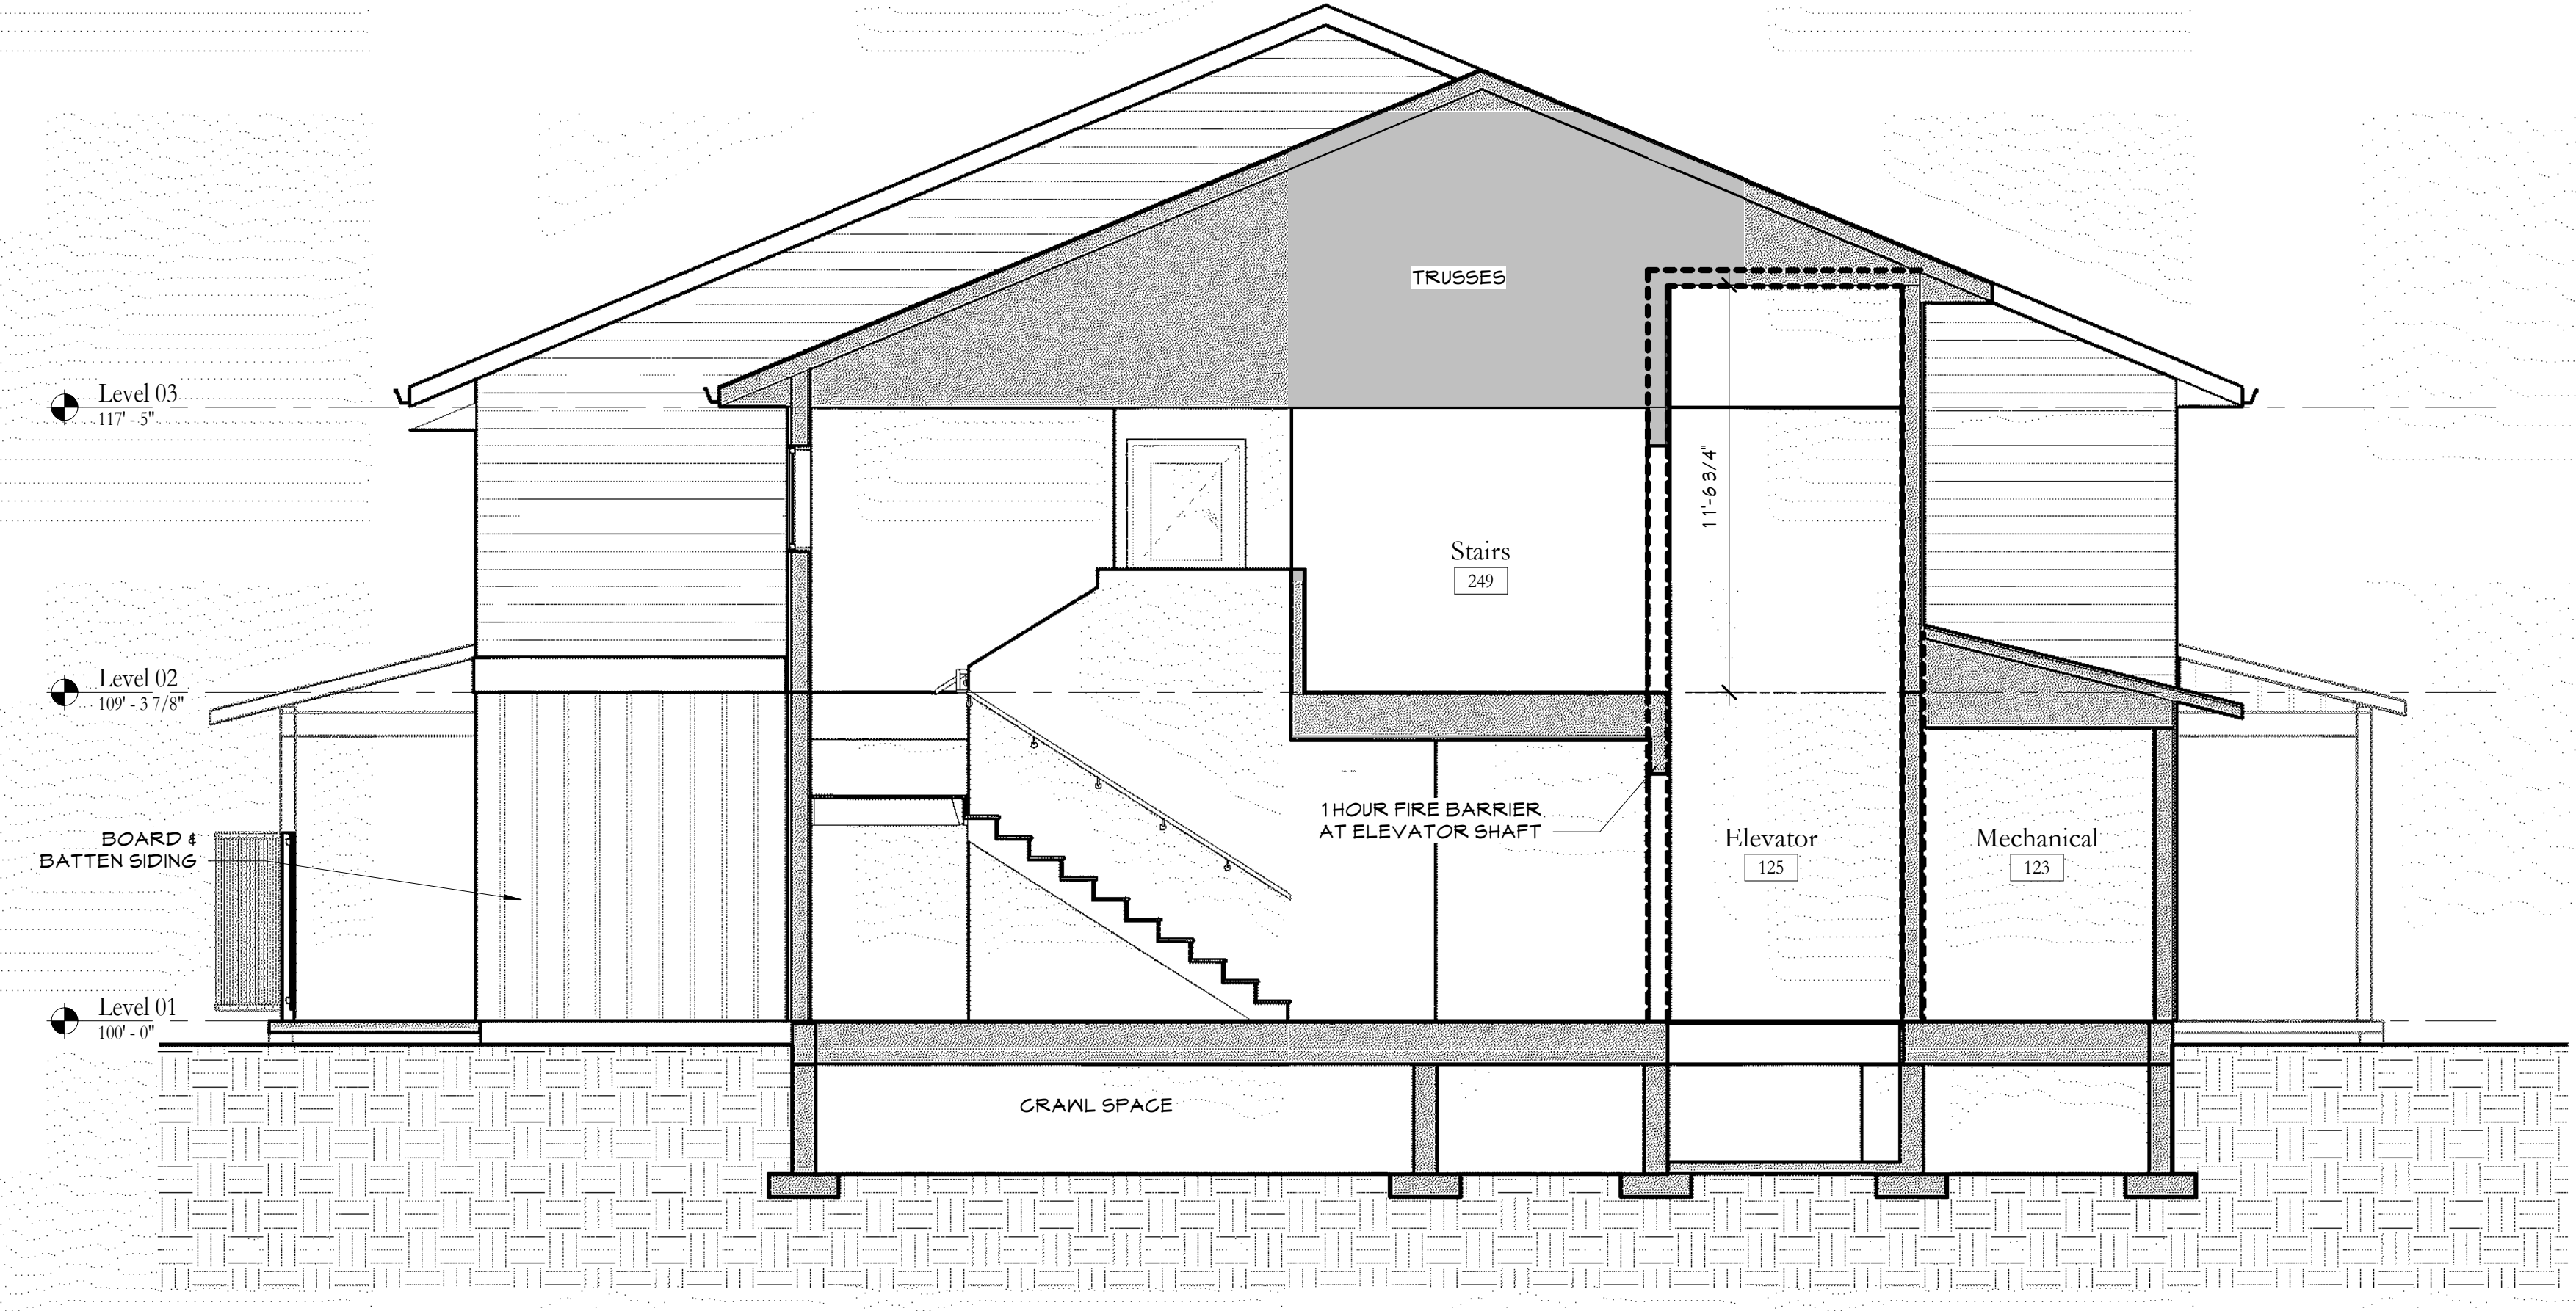 TRUSSES
Level 03
117' - 5"
11'-6 3/4"
Stairs
249
Level 02
109' - 3 7/8"
1 HOUR FIRE BARRIER
AT ELEVATOR SHAFT
BOARD &
BATTEN SIDING
Elevator
125
Mechanical
123
Level 01
100' - 0"
CRAWL SPACE